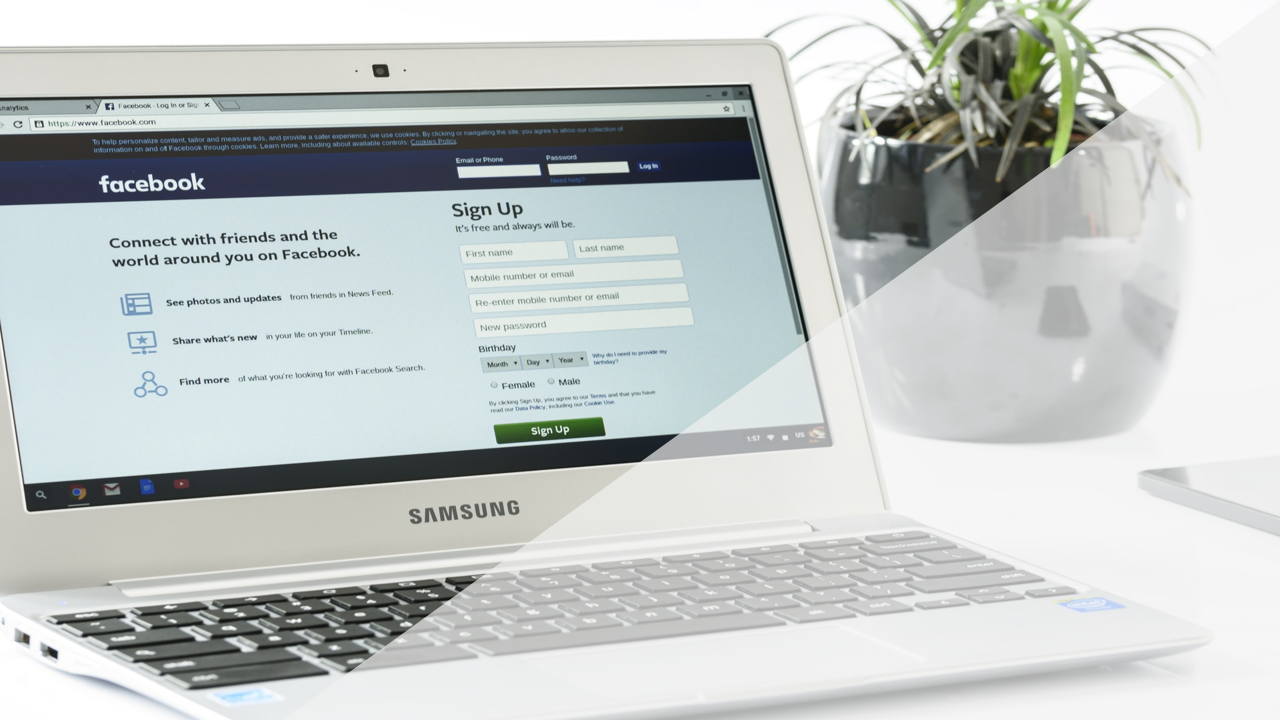 nalytics
Facebook - Log In or Sig
https://www.facebook.com
To help personalize content, tailor and measure ads, and provide a safer experience, we use cookies. By clicking or navigating the site, you agree to allow our collection of
information on and off Facebook through cookies. Learn more, including about available controls: Cookies Policy.
facebook
Email or Phone
Password
Log In
Need help?
Connect with friends and the
world around you on Facebook.
See photos and updates from friends in News Feed.
Share what's new in your life on your Timeline.
Find more of what you're looking for with Facebook Search.
Sign Up
It's free and always will be.
First name
Last name
Mobile number or email
Re-enter mobile number or email
New password
Birthday
Month
Day
Year
Why do I need to provide my
birthday?
Female
Male
By clicking Sign Up, you agree to our Terms and that you have
read our Data Policy, including our Cookie Use.
Sign Up
1:57
US
SAMSUNG